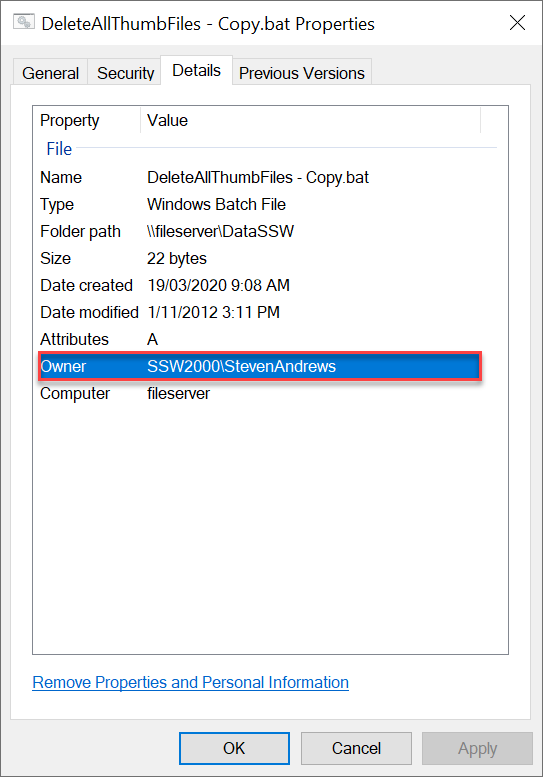 DeleteAllThumbFiles - Copy.bat Properties
General Security Details Previous Versions
Property Value
File
Name DeleteAllThumbFiles - Copy.bat
Type Windows Batch File
Folder path \\fileserver\DataSSW
Size 22 bytes
Date created 19/03/2020 9:08 AM
Date modified 1/11/2012 3:11 PM
Attributes A
Owner SSW2000\StevenAndrews
Computer fileserver
Remove Properties and Personal Information
OK Cancel Apply